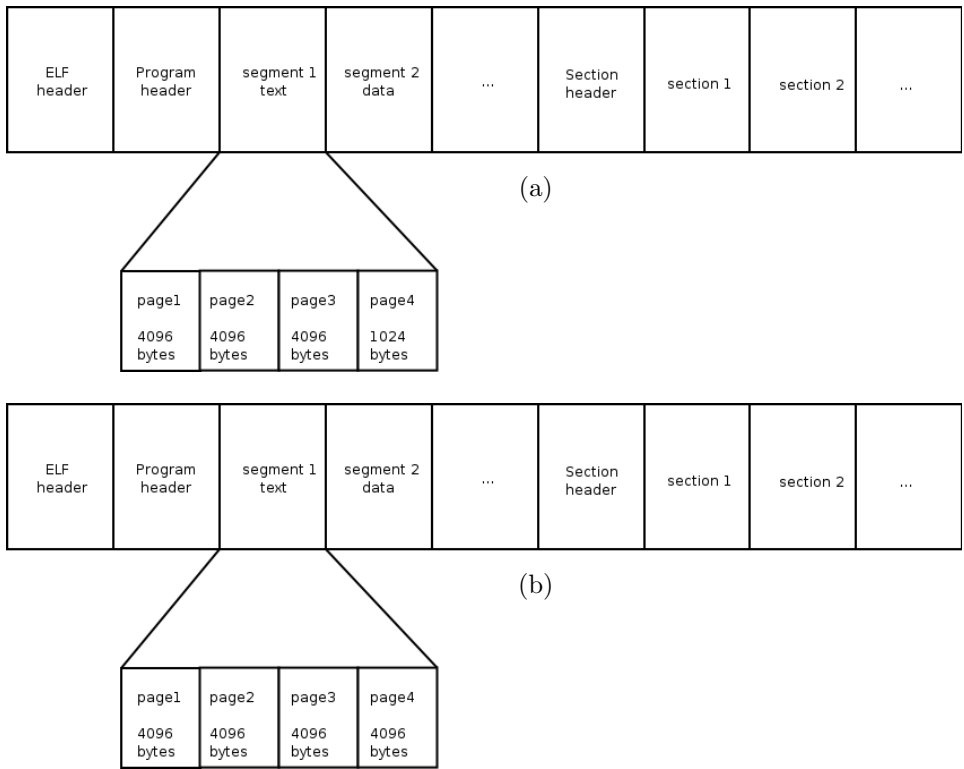 ELF
header
Program
header
segment 1
text
segment 2
data
...
Section
header
section 1
section 2
...
(a)
page1
4096
bytes
page2
4096
bytes
page3
4096
bytes
page4
1024
bytes
ELF
header
Program
header
segment 1
text
segment 2
data
...
Section
header
section 1
section 2
...
(b)
page1
4096
bytes
page2
4096
bytes
page3
4096
bytes
page4
4096
bytes